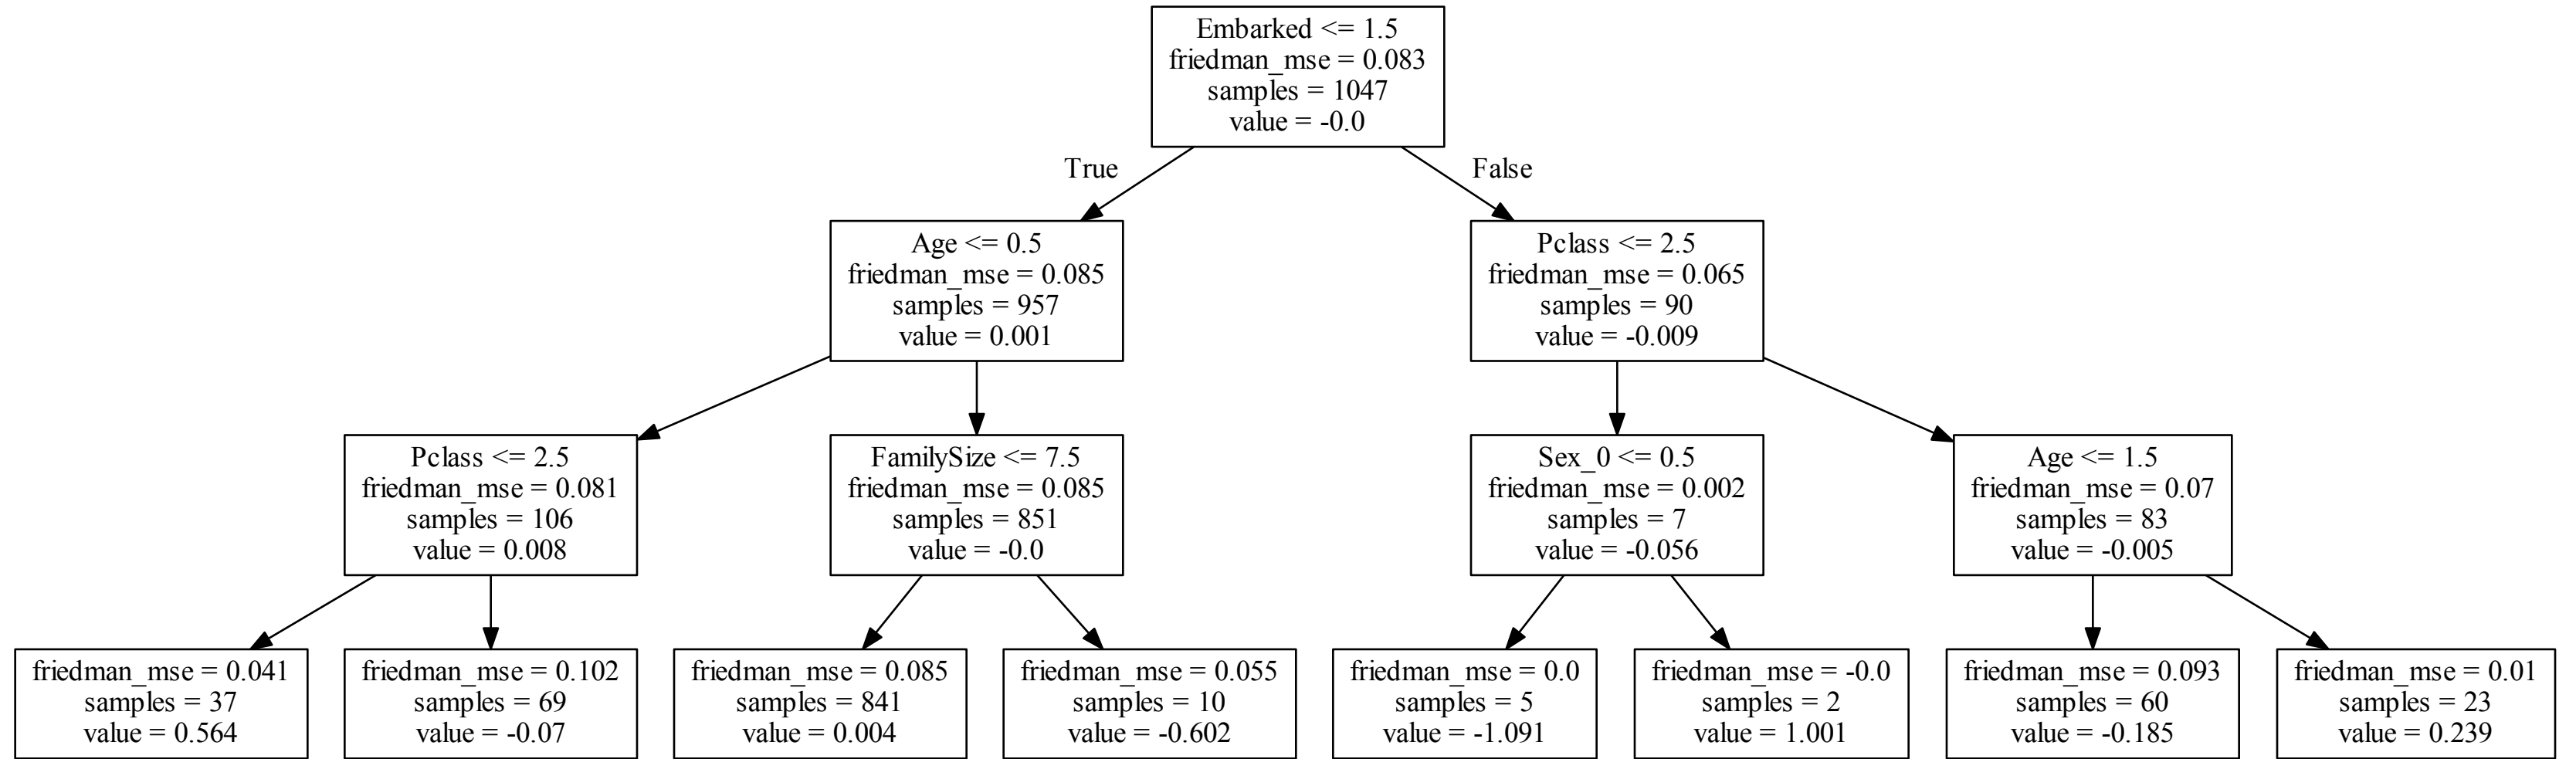 Embarked <= 1.5
friedman_mse = 0.083
samples = 1047
value = -0.0
True
False
Age <= 0.5
friedman_mse = 0.085
samples = 957
value = 0.001
Pclass <= 2.5
friedman_mse = 0.065
samples = 90
value = -0.009
Pclass <= 2.5
friedman_mse = 0.081
samples = 106
value = 0.008
FamilySize <= 7.5
friedman_mse = 0.085
samples = 851
value = -0.0
Sex_0 <= 0.5
friedman_mse = 0.002
samples = 7
value = -0.056
Age <= 1.5
friedman_mse = 0.07
samples = 83
value = -0.005
friedman_mse = 0.041
samples = 37
value = 0.564
friedman_mse = 0.102
samples = 69
value = -0.07
friedman_mse = 0.085
samples = 841
value = 0.004
friedman_mse = 0.055
samples = 10
value = -0.602
friedman_mse = 0.0
samples = 5
value = -1.091
friedman_mse = -0.0
samples = 2
value = 1.001
friedman_mse = 0.093
samples = 60
value = -0.185
friedman_mse = 0.01
samples = 23
value = 0.239